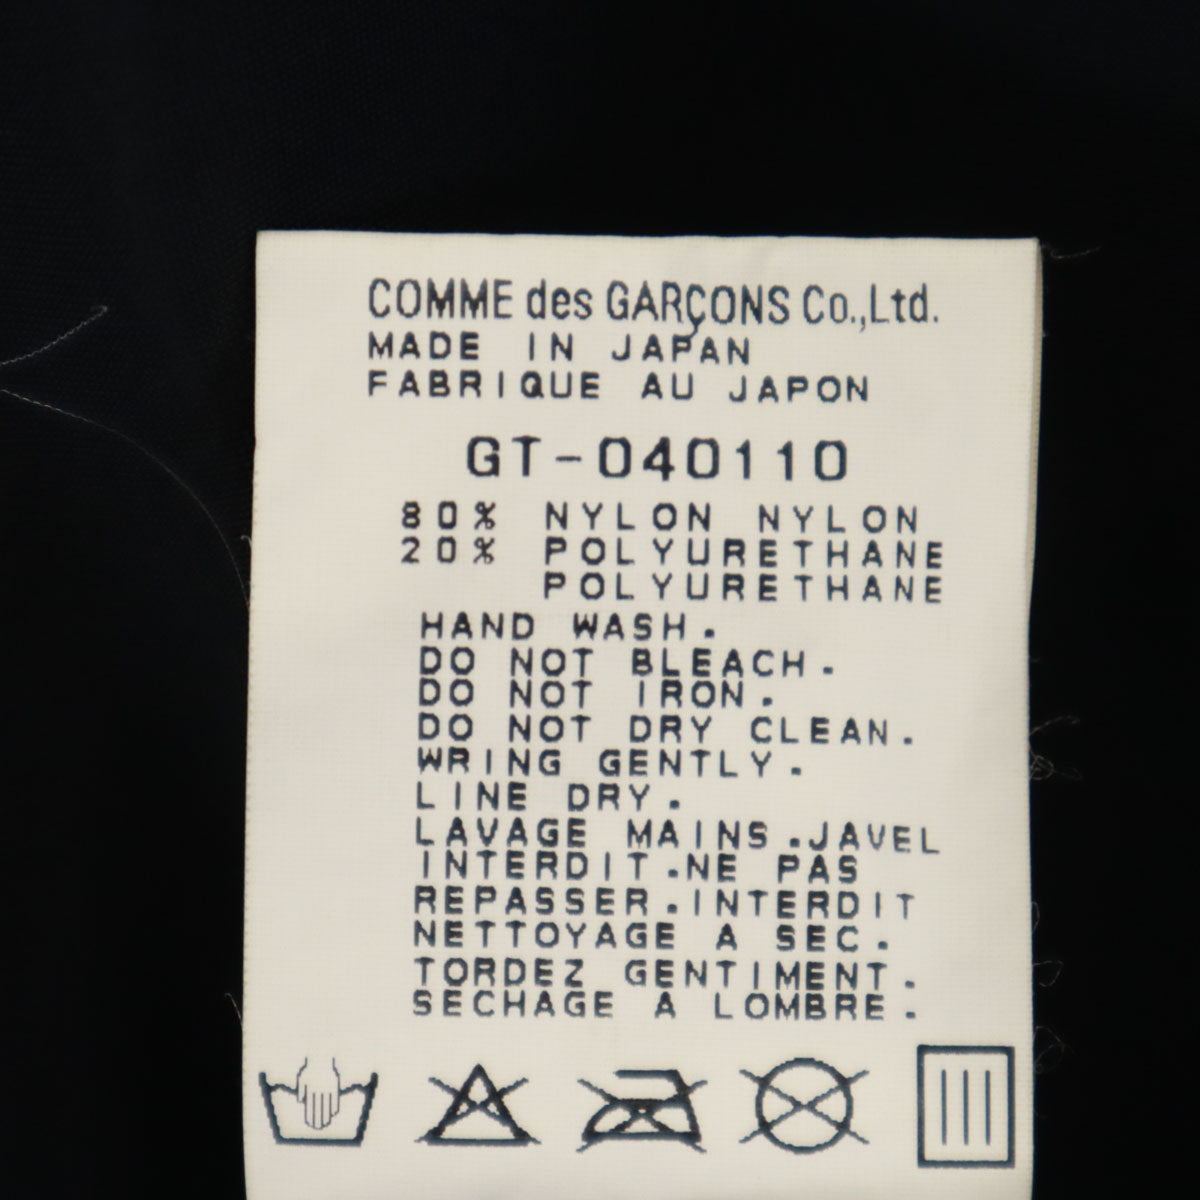 COMME des GARÇONS Co.,Ltd.
MADE IN JAPAN
FABRIQUE AU JAPON
GT-040110
80% NYLON NYLON
20% POLYURETHANE
POLYURETHANE
HAND WASH.
DO NOT BLEACH.
DO NOT IRON.
DO NOT DRY CLEAN.
WRING GENTLY.
LINE DRY.
LAVAGE MAINS.JAVEL
INTERDIT.NE PAS
REPASSER.INTERDIT
NETTOYAGE A SEC.
TORDEZ GENTIMENT.
SECHAGE A LOMBRE.